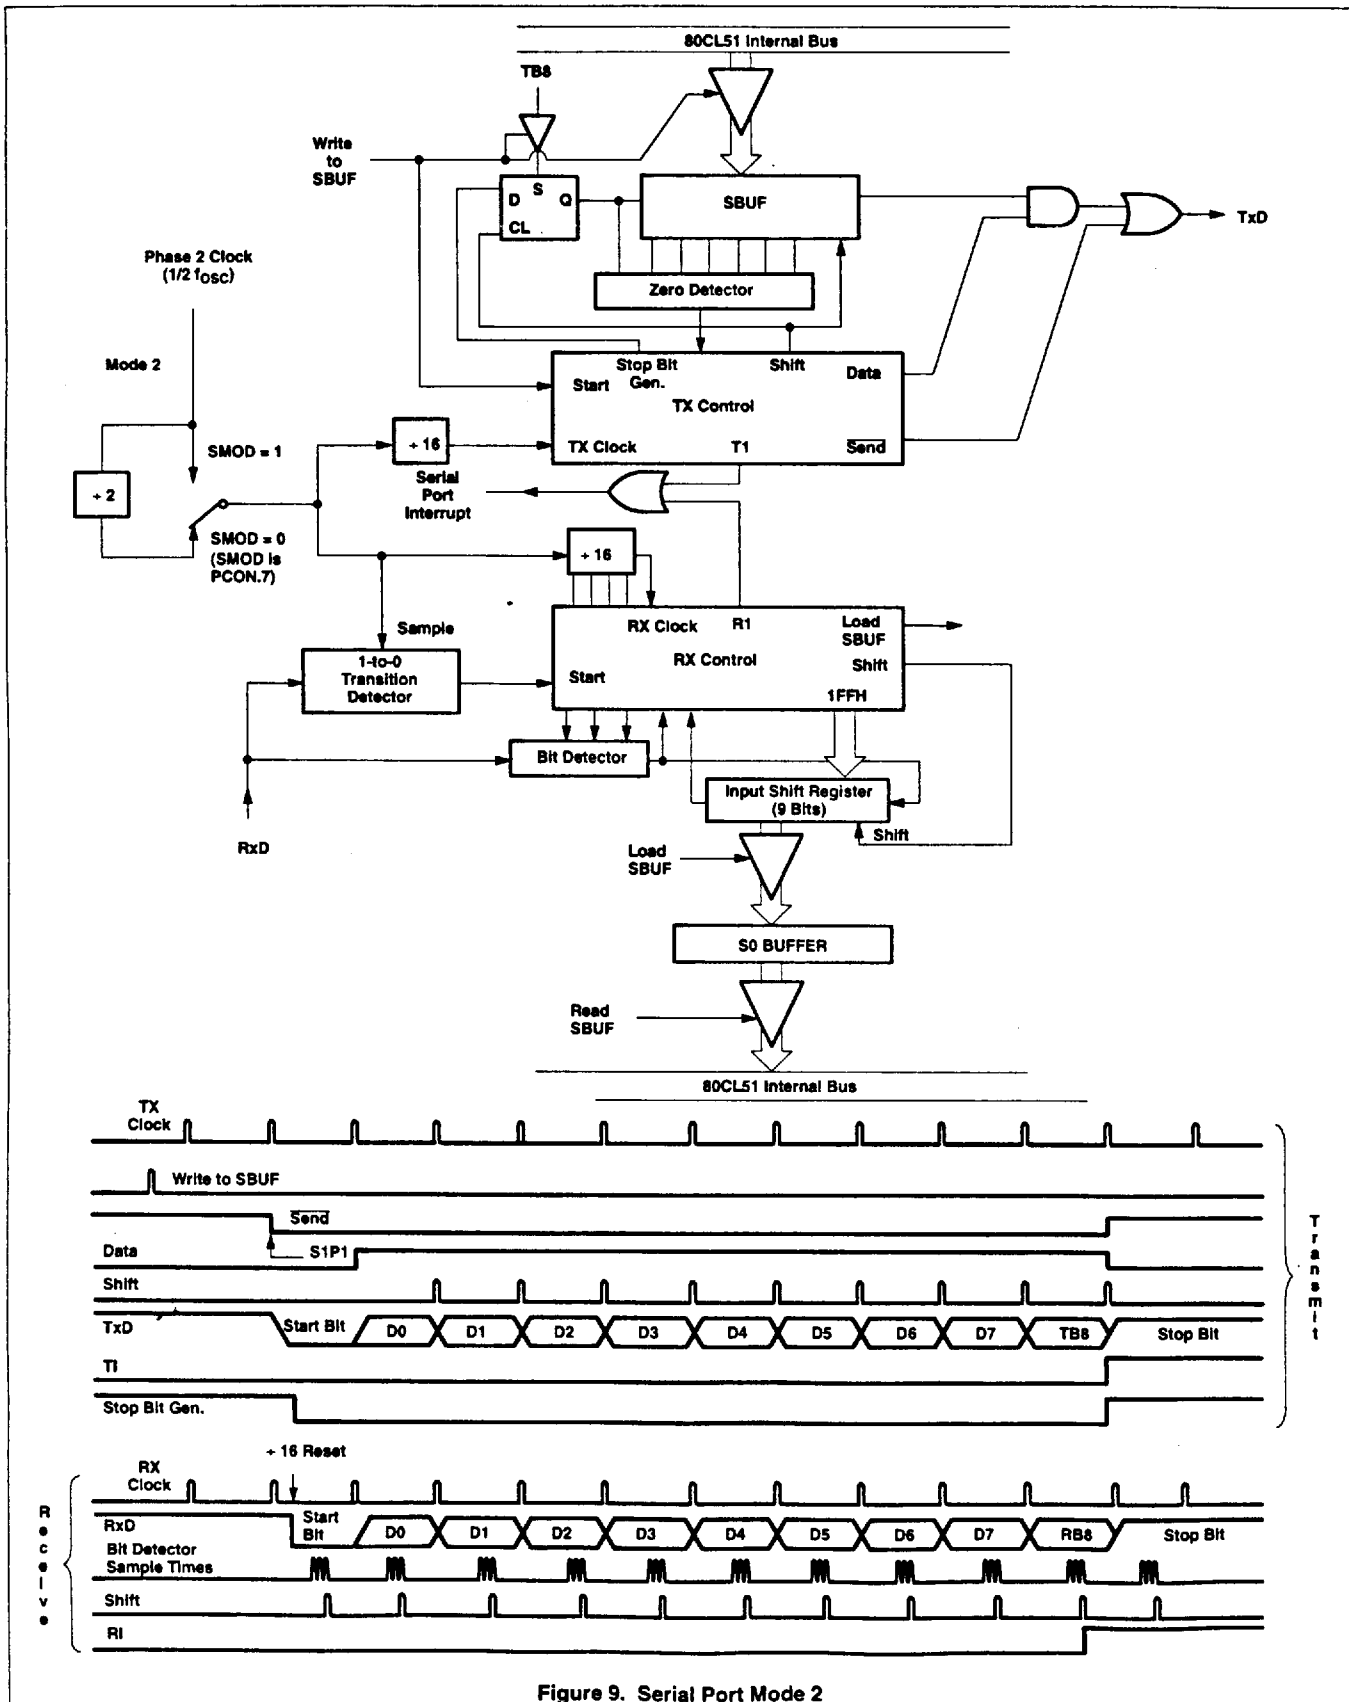 80CL51 Internal Bus
TB8
Write
to
SBUF
D S Q
CL
SBUF
TxD
Zero Detector
Phase 2 Clock
(1/2 fOSC)
Mode 2
SMOD = 1
÷ 2
SMOD = 0
(SMOD is
PCON.7)
÷ 16
Stop Bit
Gen.
Shift
Data
Start
TX Control
TX Clock
T1
Send
Serial
Port
Interrupt
÷ 16
Sample
RX Clock
R1
Load
SBUF
RX Control
Shift
Start
1FFH
1-to-0
Transition
Detector
Bit Detector
Input Shift Register
(9 Bits)
Shift
RxD
Load
SBUF
S0 BUFFER
Read
SBUF
80CL51 Internal Bus
TX
Clock
Write to SBUF
Send
S1P1
Data
Shift
TxD
Start Bit D0 D1 D2 D3 D4 D5 D6 D7 TB8 Stop Bit
TI
Stop Bit Gen.
Transmit
÷ 16 Reset
RX
Clock
RxD
Start
Bit
D0 D1 D2 D3 D4 D5 D6 D7 RB8 Stop Bit
Bit Detector
Sample Times
Shift
RI
Receive
Figure 9. Serial Port Mode 2